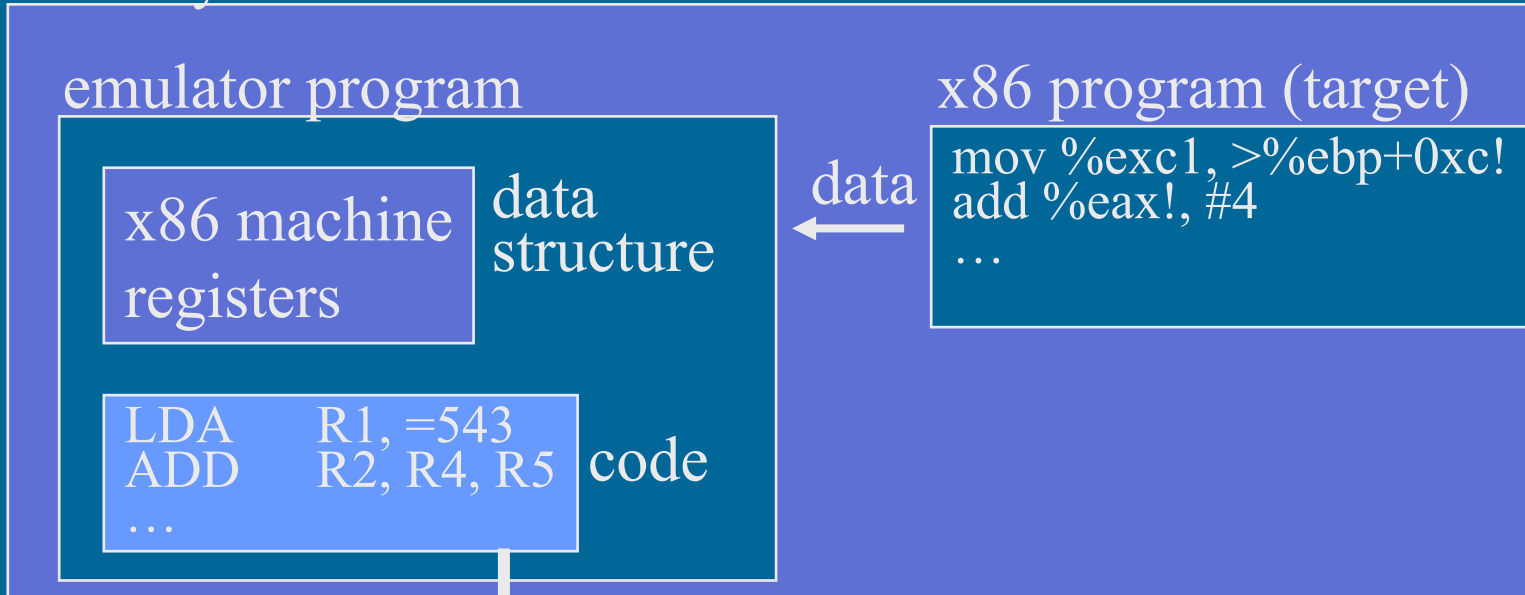 emulator program
x86 machine
registers
data
structure
LDA R1, =543
ADD R2, R4, R5
…
code
data
x86 program (target)
mov %exc1, >%ebp+0xc!
add %eax!, #4
…